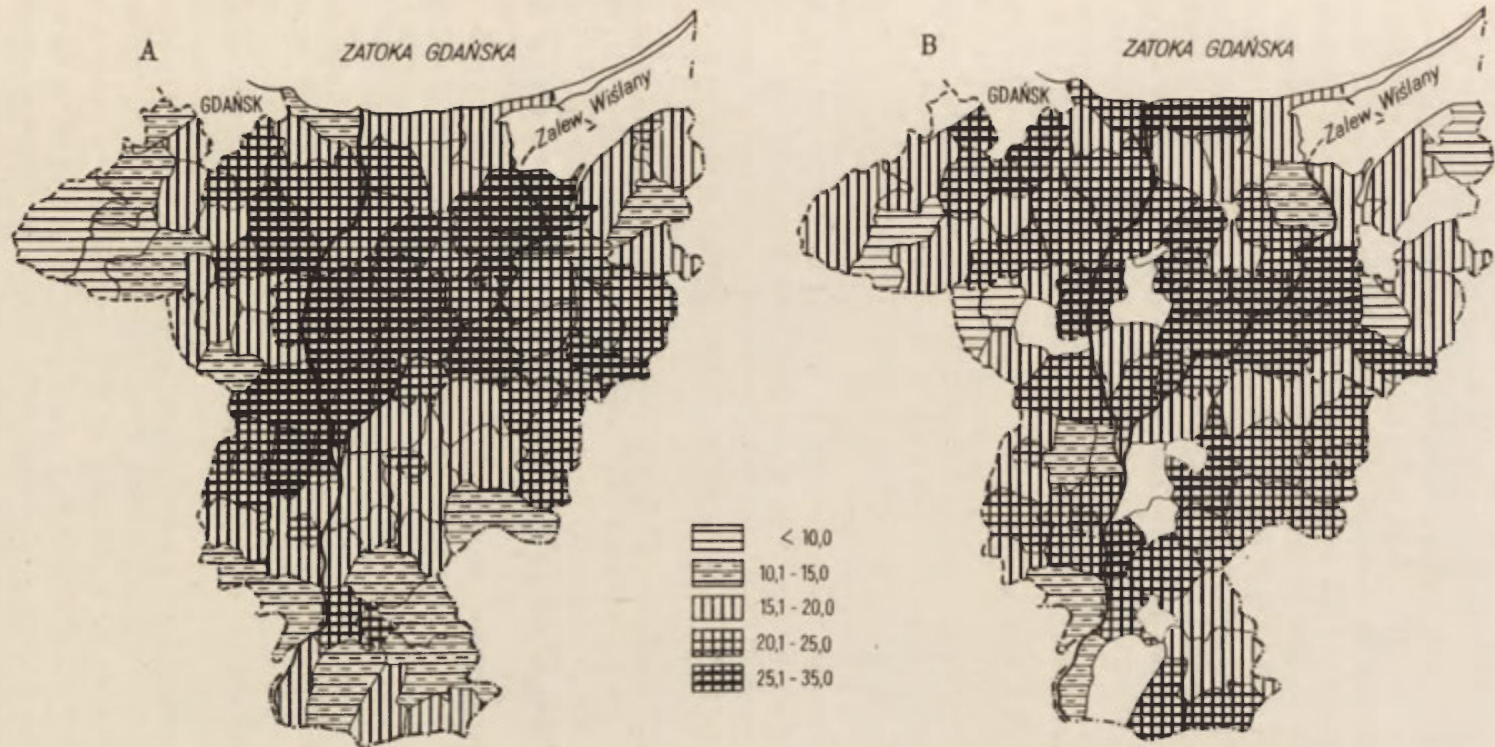 A
ZATOKA GDAŃSKA
GDAŃSK
Zalew Wiślany
B
ZATOKA GDAŃSKA
GDAŃSK
Zalew Wiślany
< 10,0
10,1 - 15,0
15,1 - 20,0
20,1 - 25,0
25,1 - 35,0